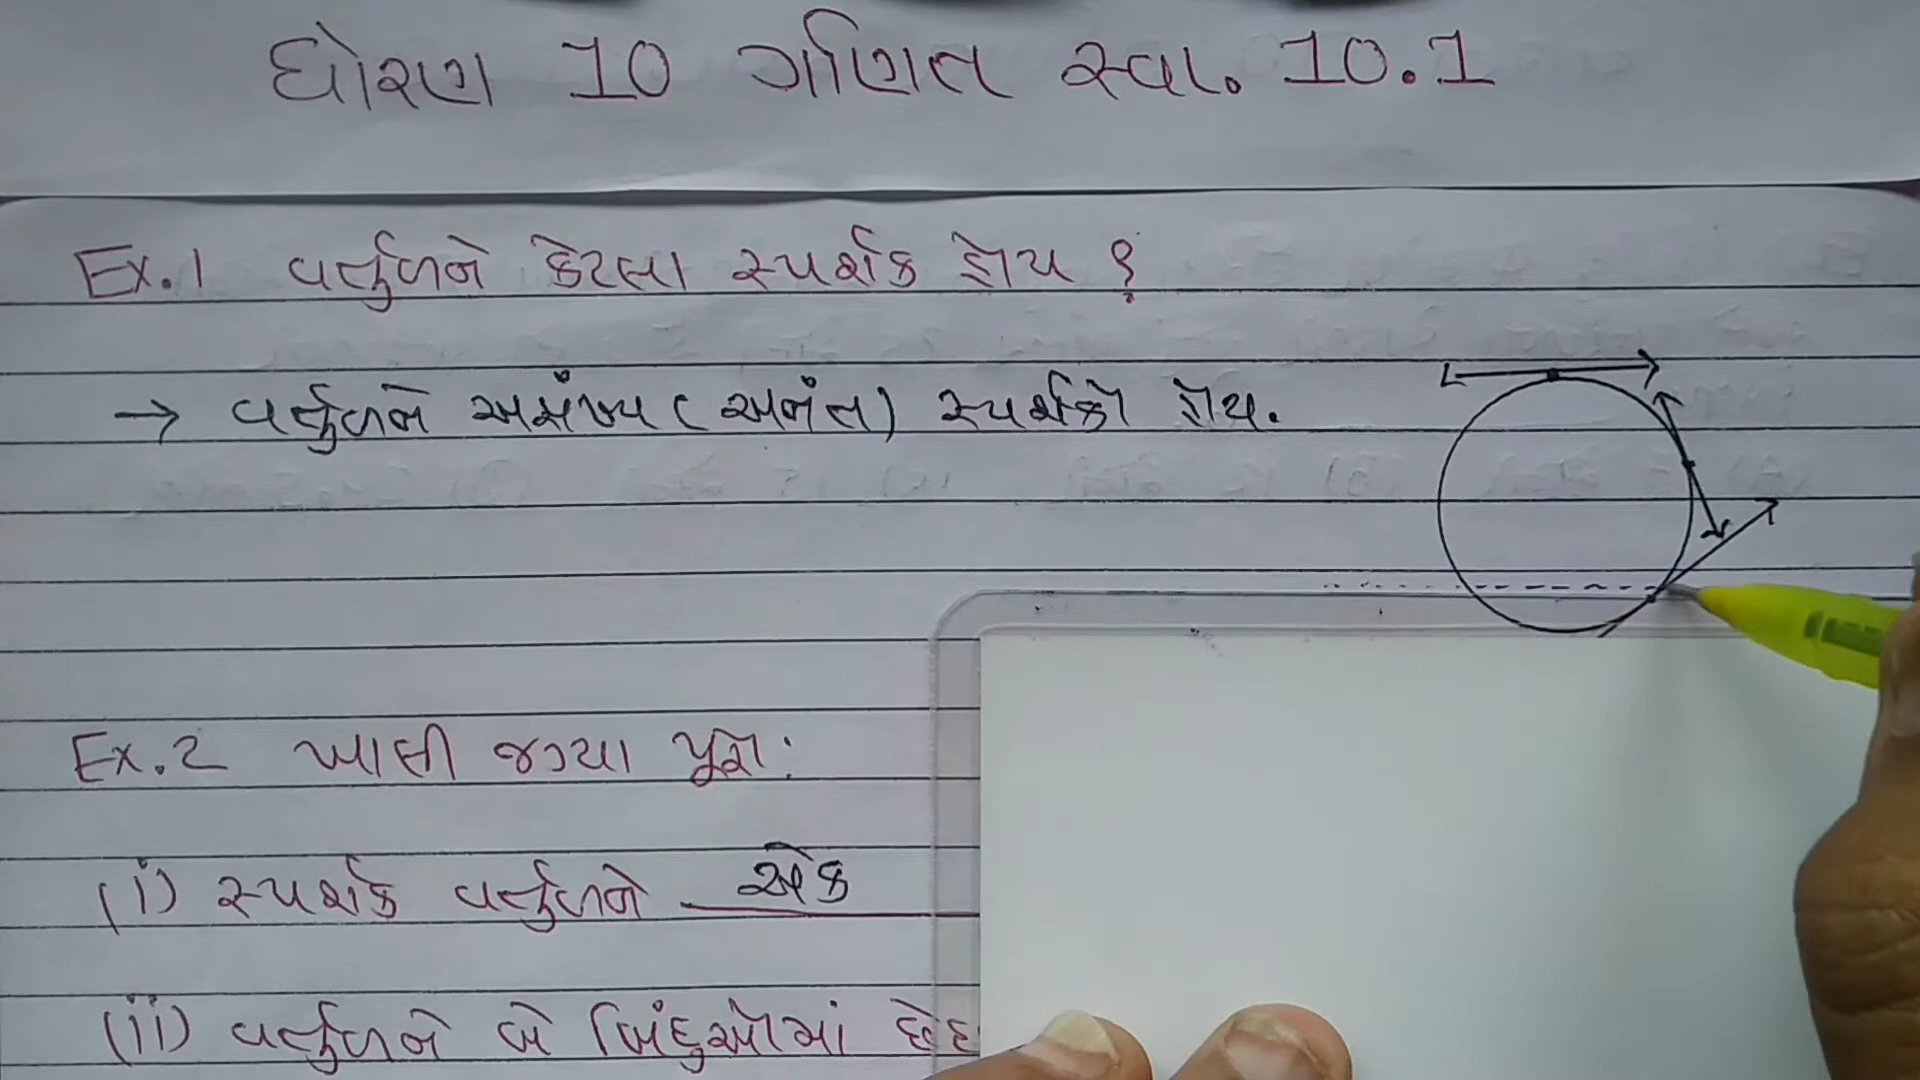 ધોરણ 10 ગણિત સ્વા. 10.1
Ex.1 વર્તુળને કેટલા સ્પર્શક હોય ?
→ વર્તુળને અસંખ્ય (અનંત) સ્પર્શકો હોય.
Ex.2 ખાલી જગ્યા પૂરો:
(i) સ્પર્શક વર્તુળને એક
(ii) વર્તુળને બે બિંદુઓમાં છેદ